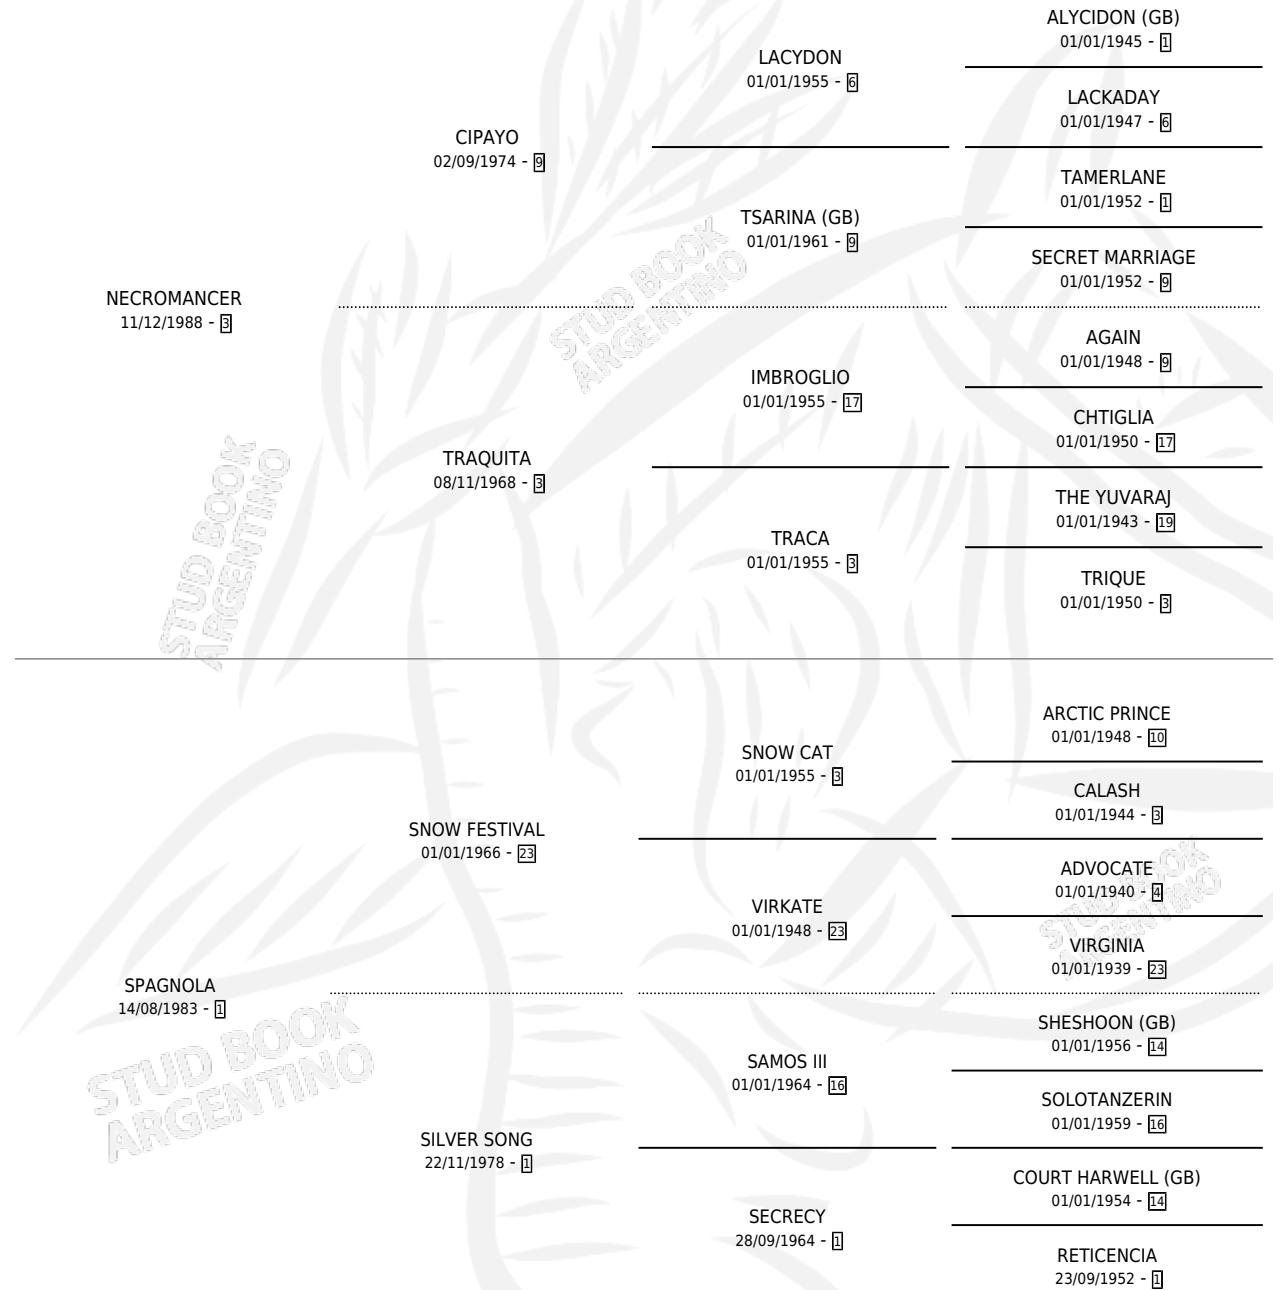 ALYCIDON (GB)
01/01/1945 - 1
LACYDON
01/01/1955 - 6
LACKADAY
01/01/1947 - 6
CIPAYO
02/09/1974 - 9
TAMERLANE
01/01/1952 - 1
TSARINA (GB)
01/01/1961 - 9
SECRET MARRIAGE
01/01/1952 - 9
NECROMANCER
11/12/1988 - 3
AGAIN
01/01/1948 - 9
IMBROGLIO
01/01/1955 - 17
CHTIGLIA
01/01/1950 - 17
TRAQUITA
08/11/1968 - 3
THE YUVARAJ
01/01/1943 - 19
TRACA
01/01/1955 - 3
TRIQUE
01/01/1950 - 3
STUD BOOK
ARGENTINO
STUD BOOK
ARGENTINO
ARCTIC PRINCE
01/01/1948 - 10
SNOW CAT
01/01/1955 - 3
CALASH
01/01/1944 - 3
SNOW FESTIVAL
01/01/1966 - 23
ADVOCATE
01/01/1940 - 4
VIRKATE
01/01/1948 - 23
VIRGINIA
01/01/1939 - 23
STUD BOOK
ARGENTINO
SPAGNOLA
14/08/1983 - 1
SHESHOON (GB)
01/01/1956 - 14
SAMOS III
01/01/1964 - 16
SOLOTANZERIN
01/01/1959 - 16
SILVER SONG
22/11/1978 - 1
COURT HARWELL (GB)
01/01/1954 - 14
SECRECY
28/09/1964 - 1
RETICENCIA
23/09/1952 - 1
STUD BOOK
ARGENTINO